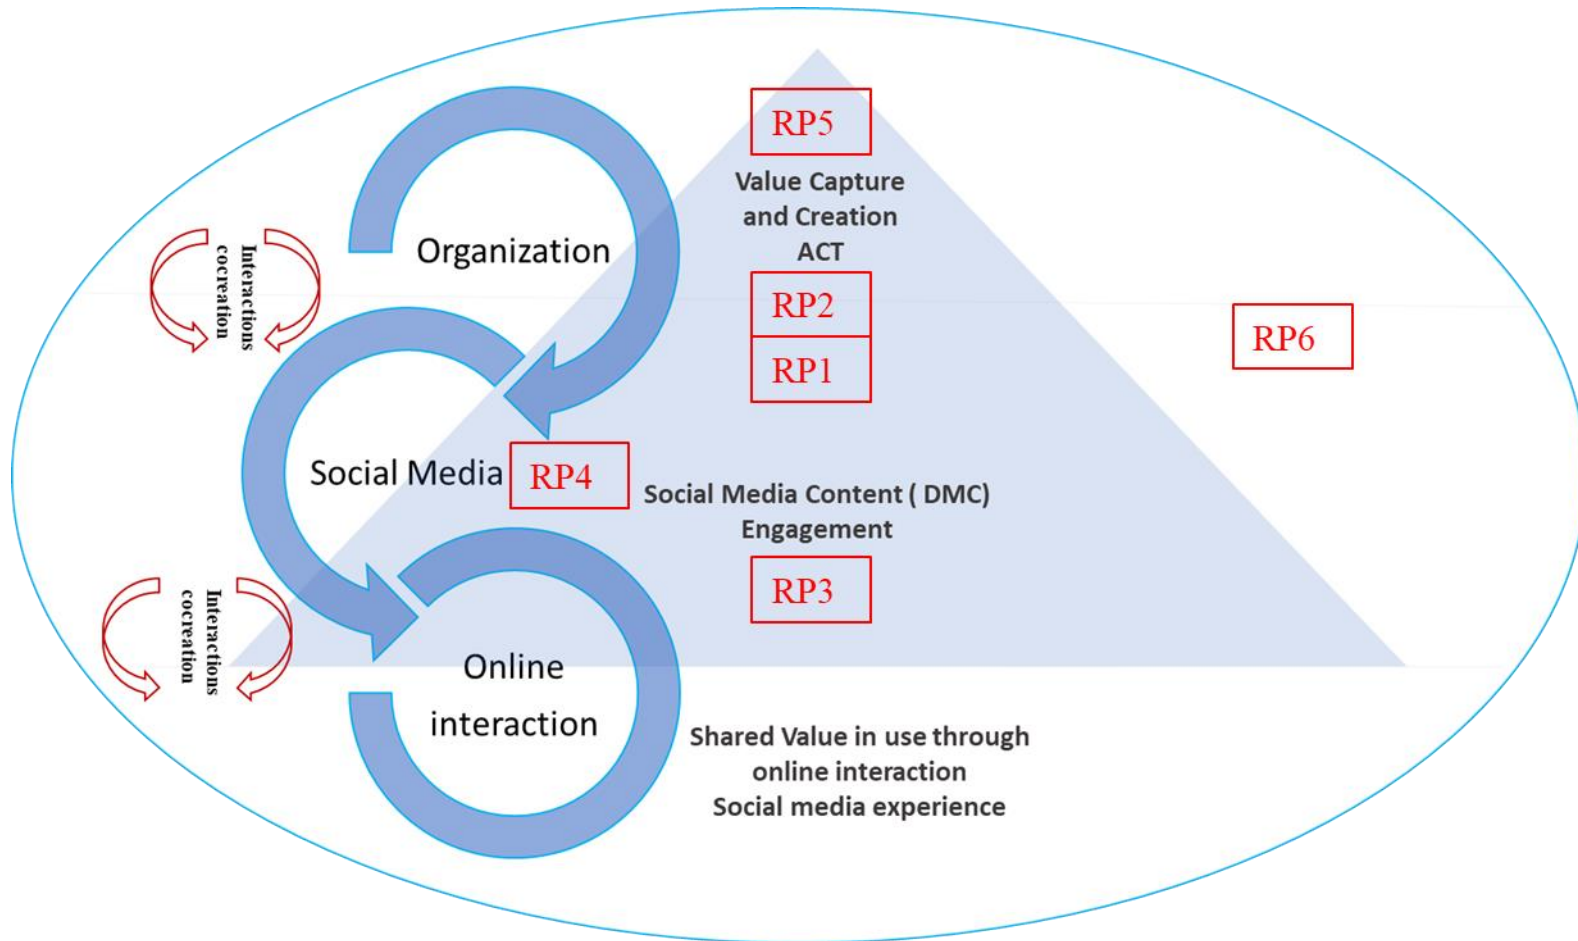 RP5
Value Capture
and Creation
ACT
Organization
Interactions
cocreation
RP2
RP1
RP6
Social Media
RP4
Social Media Content ( DMC)
Engagement
RP3
Interactions
cocreation
Online
interaction
Shared Value in use through
online interaction
Social media experience